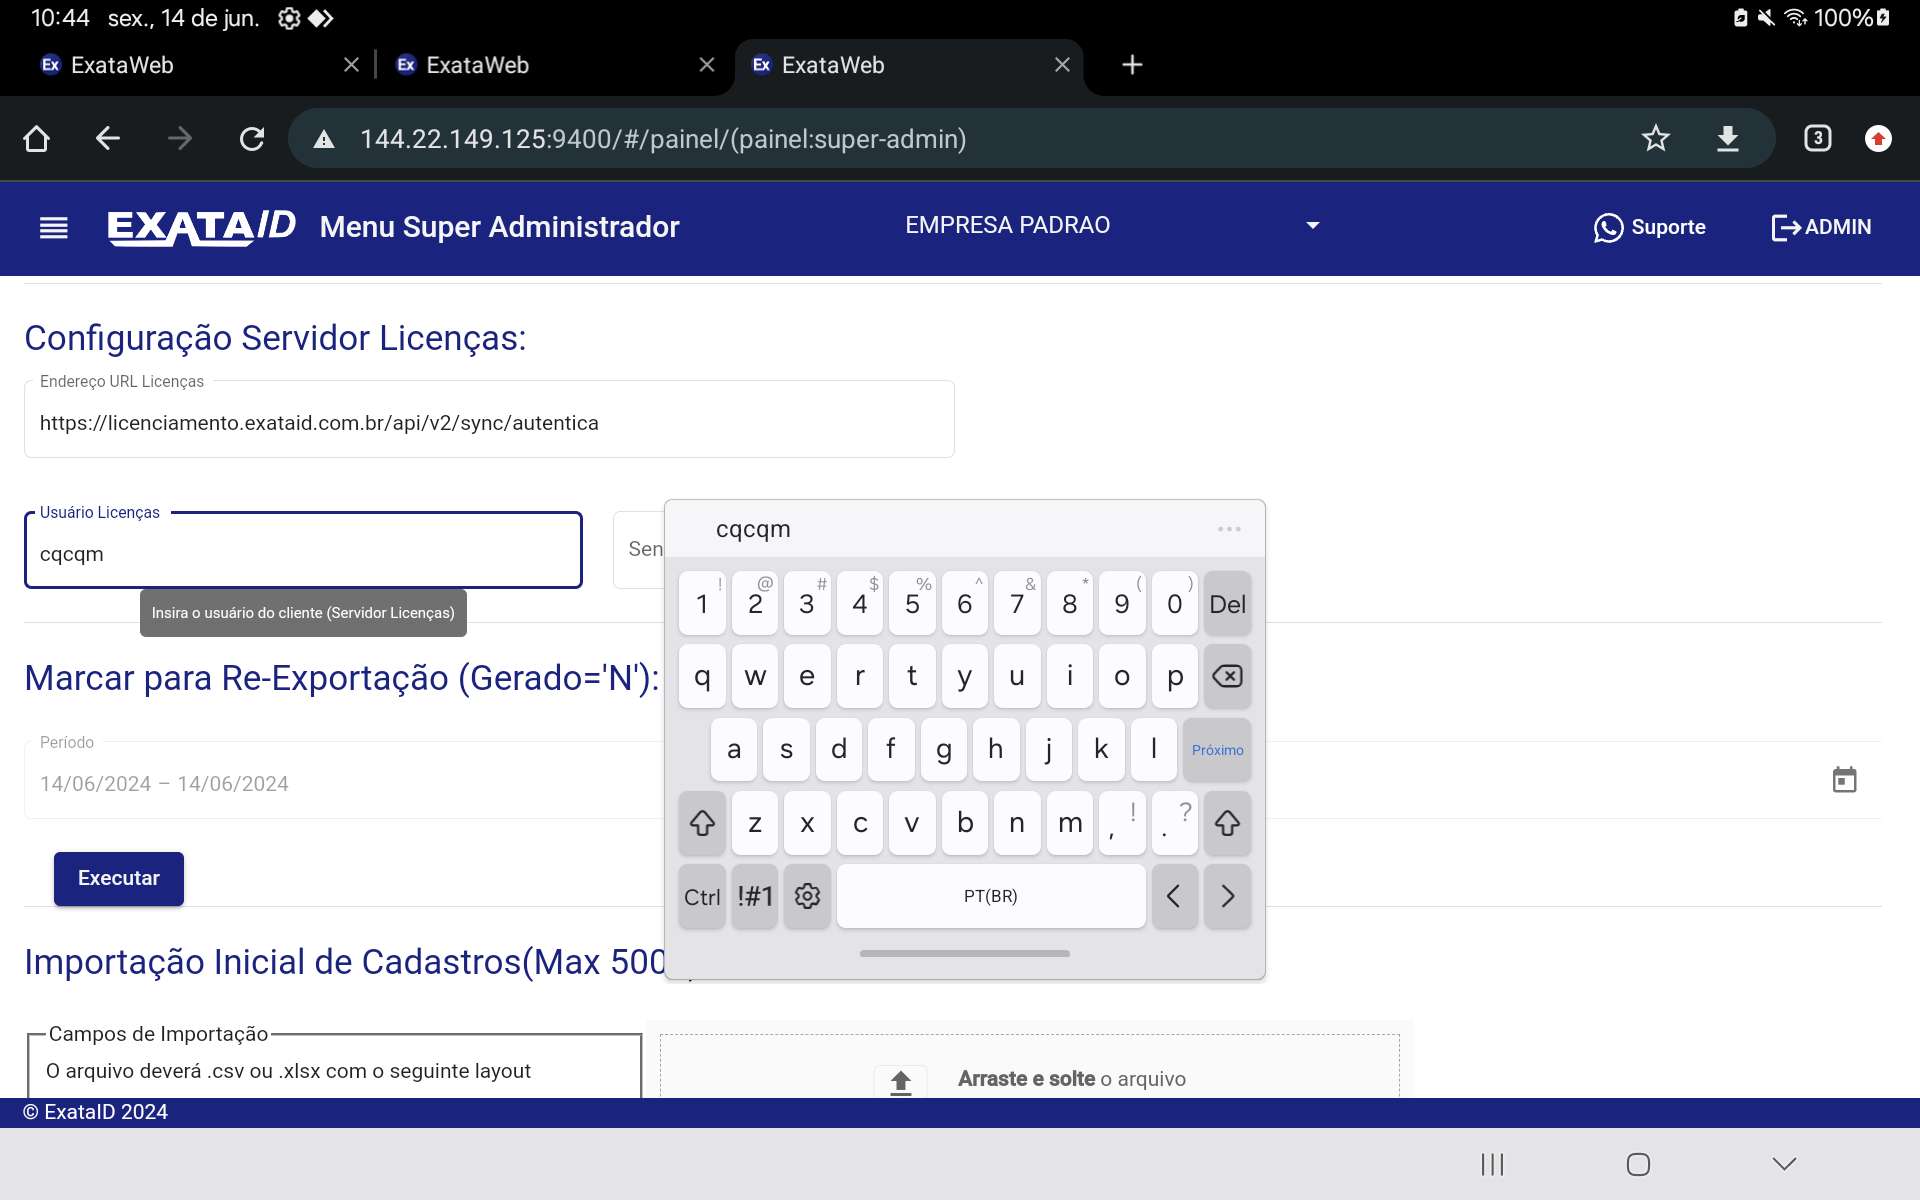 10:44 sex., 14 de jun. 100%
Ex ExataWeb Ex ExataWeb Ex ExataWeb
144.22.149.125:9400/#/painel/(painel:super-admin) 3
EXATA/ID Menu Super Administrador EMPRESA PADRAO Suporte ADMIN
Configuração Servidor Licenças:
Endereço URL Licenças
https://licenciamento.exataid.com.br/api/v2/sync/autentica
Usuário Licenças
cqcqm
Sen
Insira o usuário do cliente (Servidor Licenças)
Marcar para Re-Exportação (Gerado='N'):
Período
14/06/2024 – 14/06/2024
Executar
Importação Inicial de Cadastros(Max 500
Campos de Importação
O arquivo deverá .csv ou .xlsx com o seguinte layout
Arraste e solte o arquivo
© ExataID 2024
cqcqm
! @ # $ % ^ & * ( )
1 2 3 4 5 6 7 8 9 0 Del
q w e r t y u i o p
a s d f g h j k l Próximo
z x c v b n m , ! . ?
Ctrl !#1 PT(BR) < >